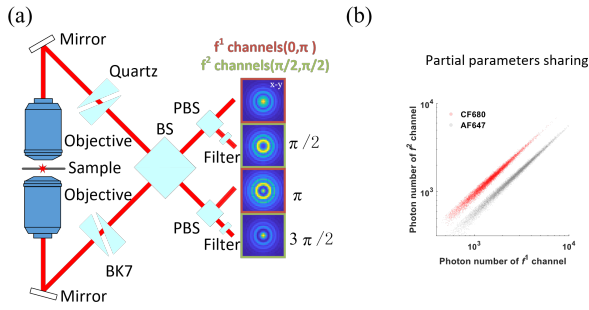 (a)
Mirror
Quartz
Objective
Sample
Objective
BK7
Mirror
BS
PBS
Filter
PBS
Filter
f¹ channels(0,π )
f² channels(π/2,π/2)
x-y
π/2
π
3π/2
(b)
Partial parameters sharing
CF680
AF647
10⁴
10³
Photon number of f² channel
10³
10⁴
Photon number of f¹ channel